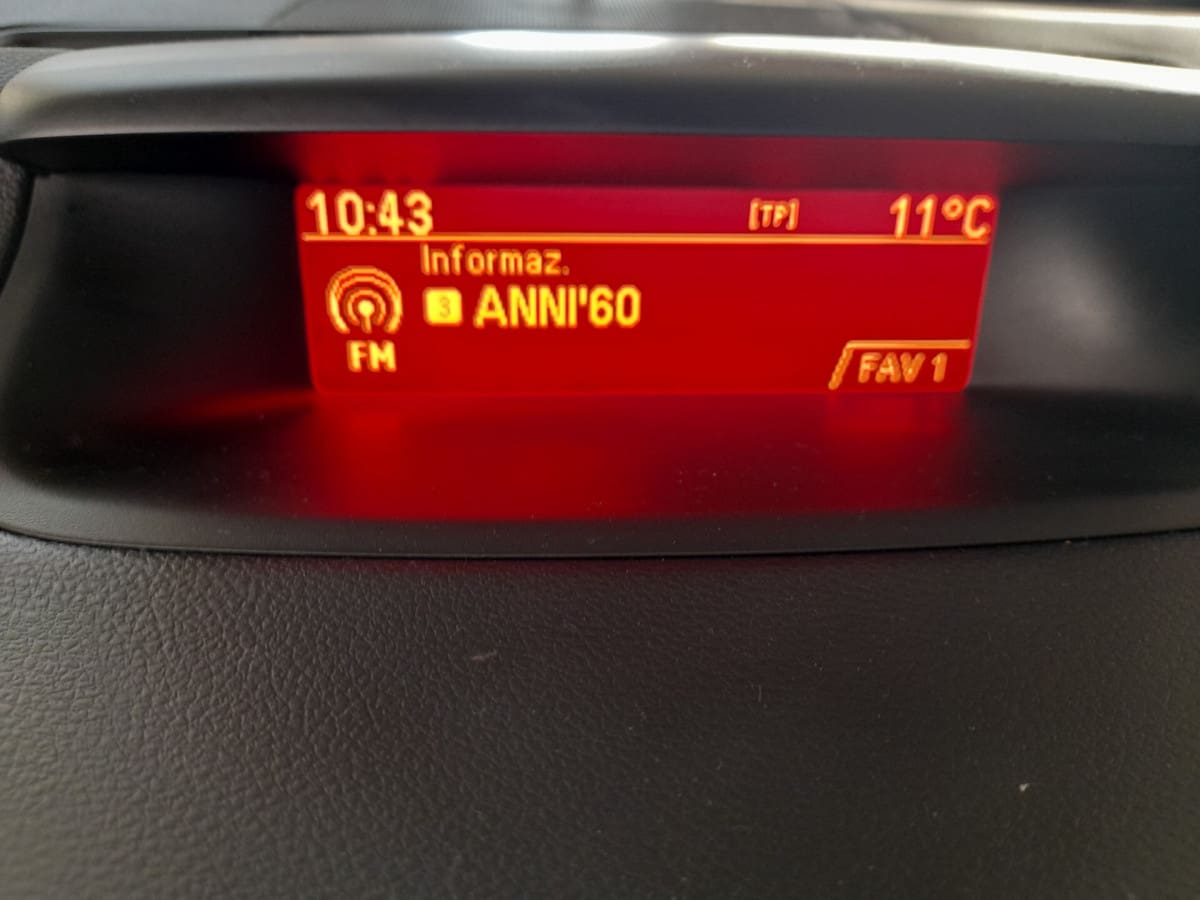 10:43 [TP] 11°C
Informaz.
3 ANNI'60
FM
FAV 1